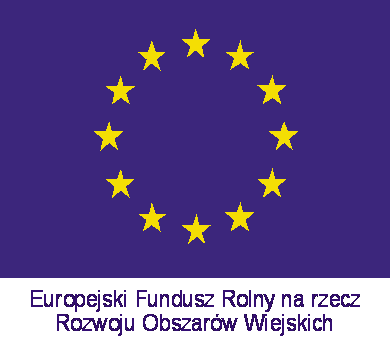 Europejski Fundusz Rolny na rzecz
Rozwoju Obszarów Wiejskich